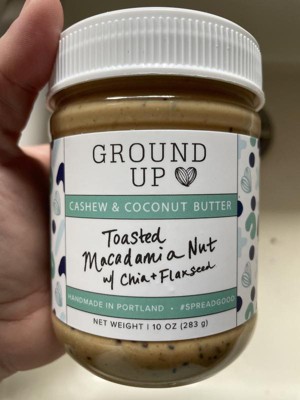 GROUND
UP
CASHEW & COCONUT BUTTER
Toasted
Macadamia Nut
w/ Chia + Flaxseed
HANDMADE IN PORTLAND • #SPREADGOOD
NET WEIGHT | 10 OZ (283 g)